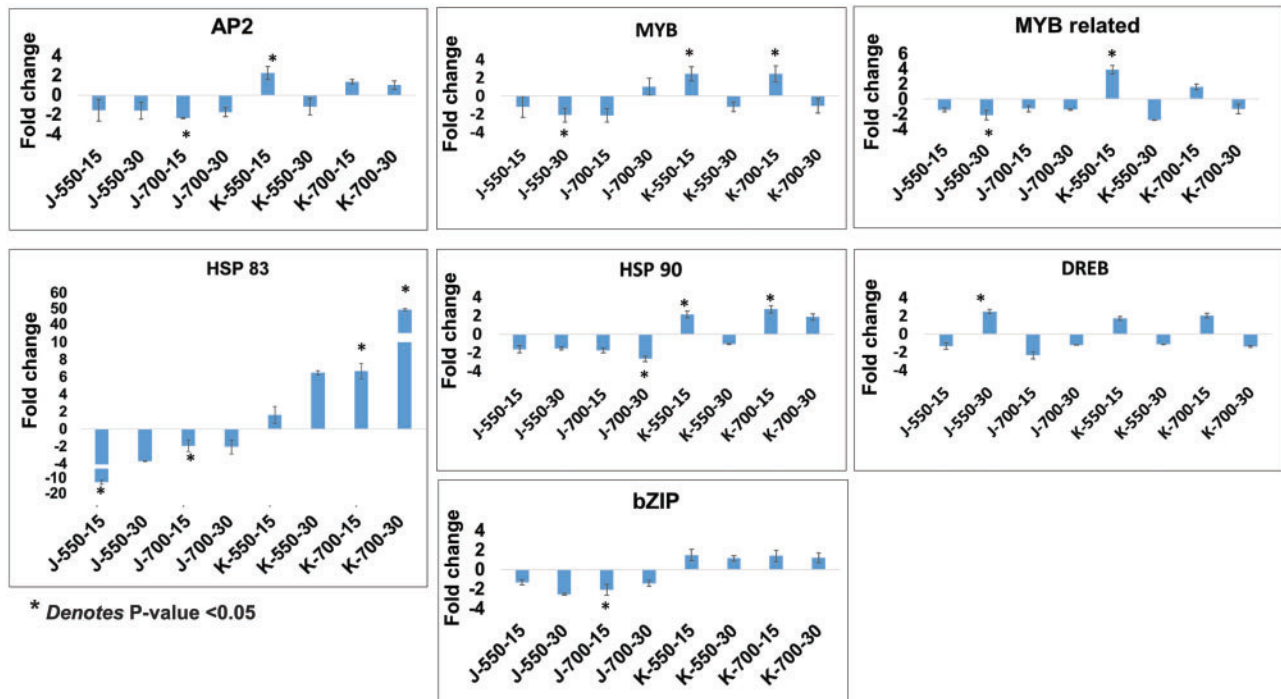 AP2
Fold change
4
2
0
-2
-4
*
*
J-550-15
J-550-30
J-700-15
J-700-30
K-550-15
K-550-30
K-700-15
K-700-30
MYB
Fold change
4
2
0
-2
-4
*
*
*
J-550-15
J-550-30
J-700-15
J-700-30
K-550-15
K-550-30
K-700-15
K-700-30
MYB related
Fold change
6
4
2
0
-2
-4
*
*
J-550-15
J-550-30
J-700-15
J-700-30
K-550-15
K-550-30
K-700-15
K-700-30
HSP 83
Fold change
60
50
40
10
8
6
4
2
0
-2
-4
-10
-20
*
*
*
*
J-550-15
J-550-30
J-700-15
J-700-30
K-550-15
K-550-30
K-700-15
K-700-30
HSP 90
Fold change
4
2
0
-2
-4
*
*
*
J-550-15
J-550-30
J-700-15
J-700-30
K-550-15
K-550-30
K-700-15
K-700-30
DREB
Fold change
4
2
0
-2
-4
*
J-550-15
J-550-30
J-700-15
J-700-30
K-550-15
K-550-30
K-700-15
K-700-30
bZIP
Fold change
4
2
0
-2
-4
*
J-550-15
J-550-30
J-700-15
J-700-30
K-550-15
K-550-30
K-700-15
K-700-30
* Denotes P-value <0.05